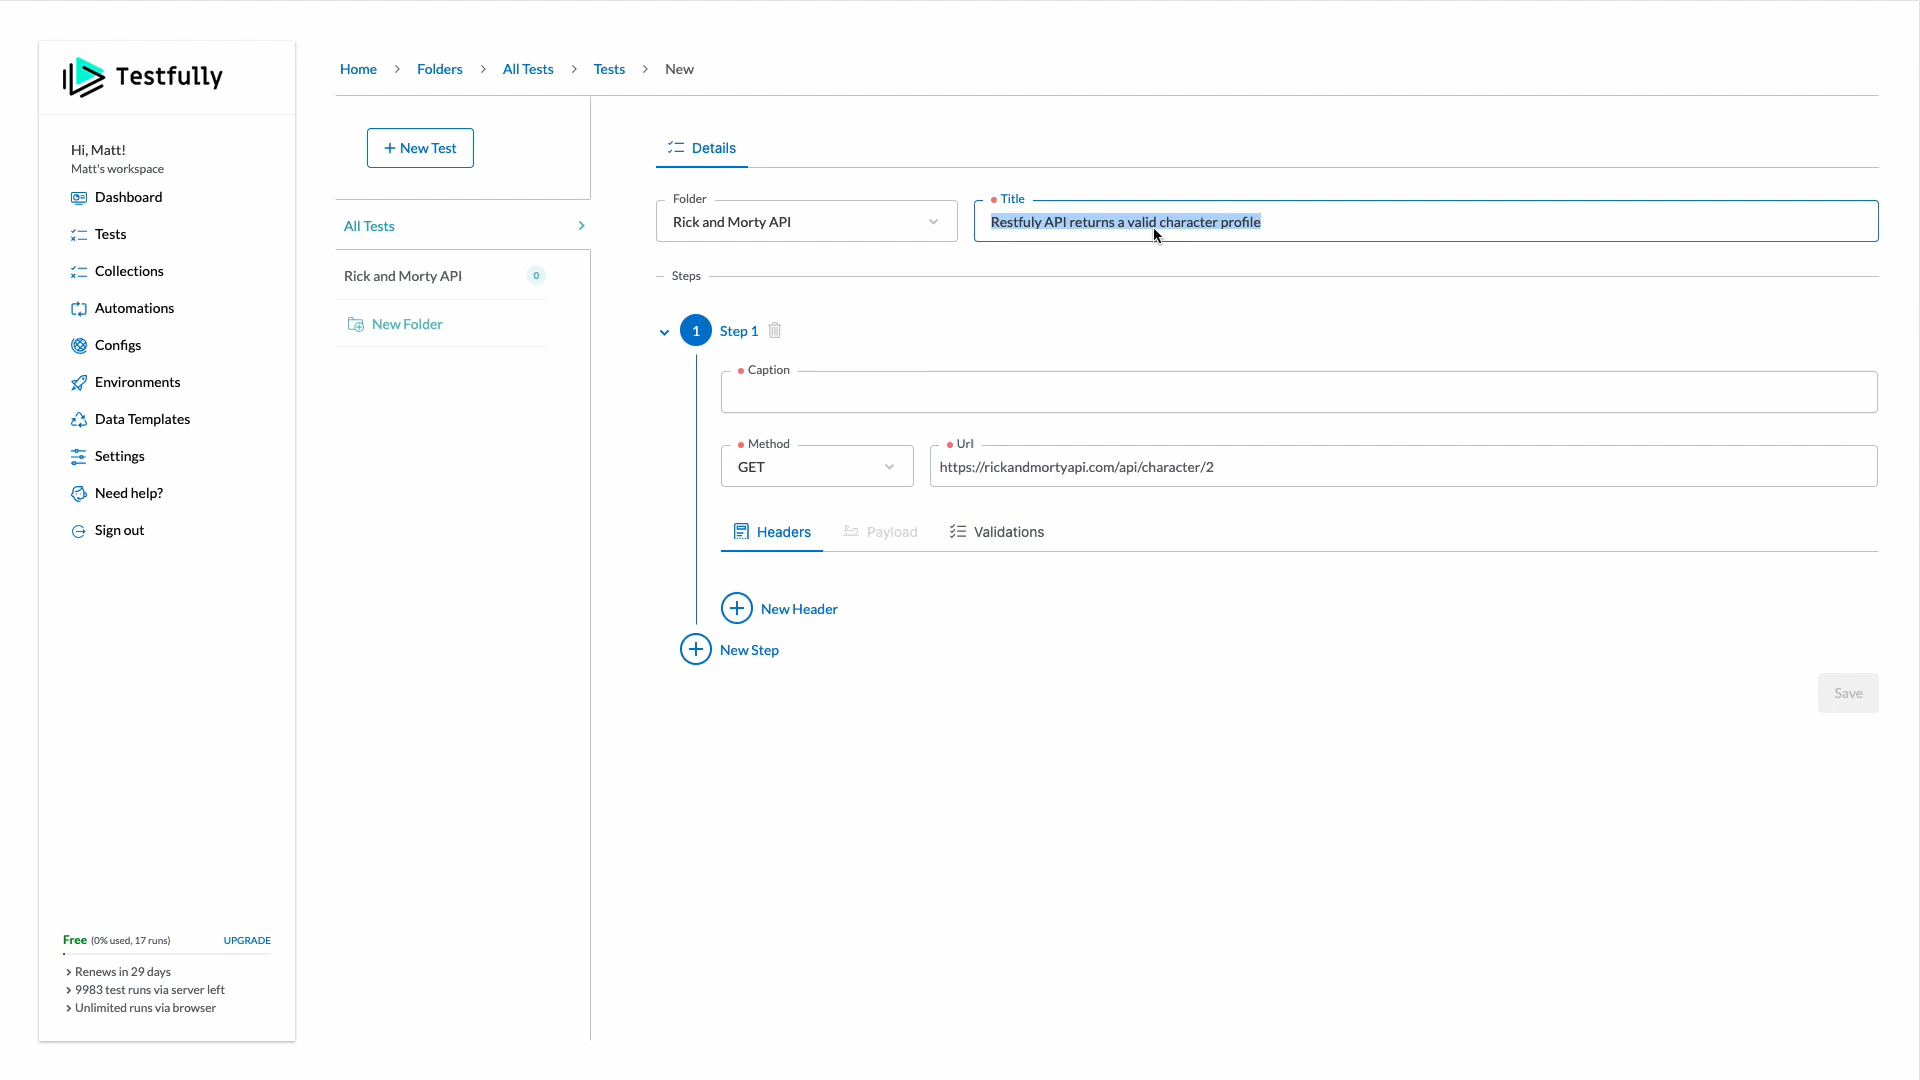 Testfully
Hi, Matt!
Matt's workspace
Dashboard
Tests
Collections
Automations
Configs
Environments
Data Templates
Settings
Need help?
Sign out
Free (0% used, 17 runs) UPGRADE
Renews in 29 days
9983 test runs via server left
Unlimited runs via browser
Home > Folders > All Tests > Tests > New
+ New Test
All Tests
Rick and Morty API 0
New Folder
Details
Folder
Rick and Morty API
Title
Restfuly API returns a valid character profile
Steps
1 Step 1
Caption
Method
GET
Url
https://rickandmortyapi.com/api/character/2
Headers Payload Validations
New Header
New Step
Save